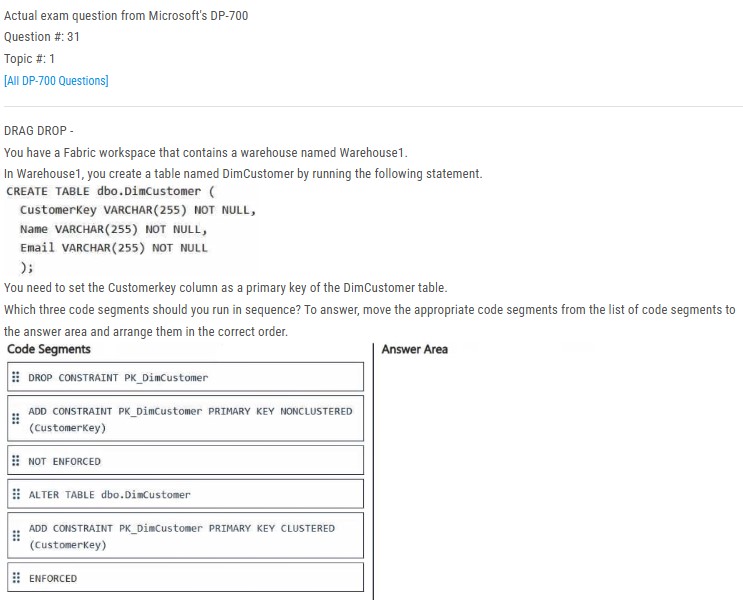 Actual exam question from Microsoft's DP-700
Question #: 31
Topic #: 1
[All DP-700 Questions]
DRAG DROP -
You have a Fabric workspace that contains a warehouse named Warehouse1.
In Warehouse1, you create a table named DimCustomer by running the following statement.
CREATE TABLE dbo.DimCustomer (
CustomerKey VARCHAR(255) NOT NULL,
Name VARCHAR(255) NOT NULL,
Email VARCHAR(255) NOT NULL
);
You need to set the Customerkey column as a primary key of the DimCustomer table.
Which three code segments should you run in sequence? To answer, move the appropriate code segments from the list of code segments to
the answer area and arrange them in the correct order.
Code Segments
DROP CONSTRAINT PK_DimCustomer
ADD CONSTRAINT PK_DimCustomer PRIMARY KEY NONCLUSTERED
(CustomerKey)
NOT ENFORCED
ALTER TABLE dbo.DimCustomer
ADD CONSTRAINT PK_DimCustomer PRIMARY KEY CLUSTERED
(CustomerKey)
ENFORCED
Answer Area